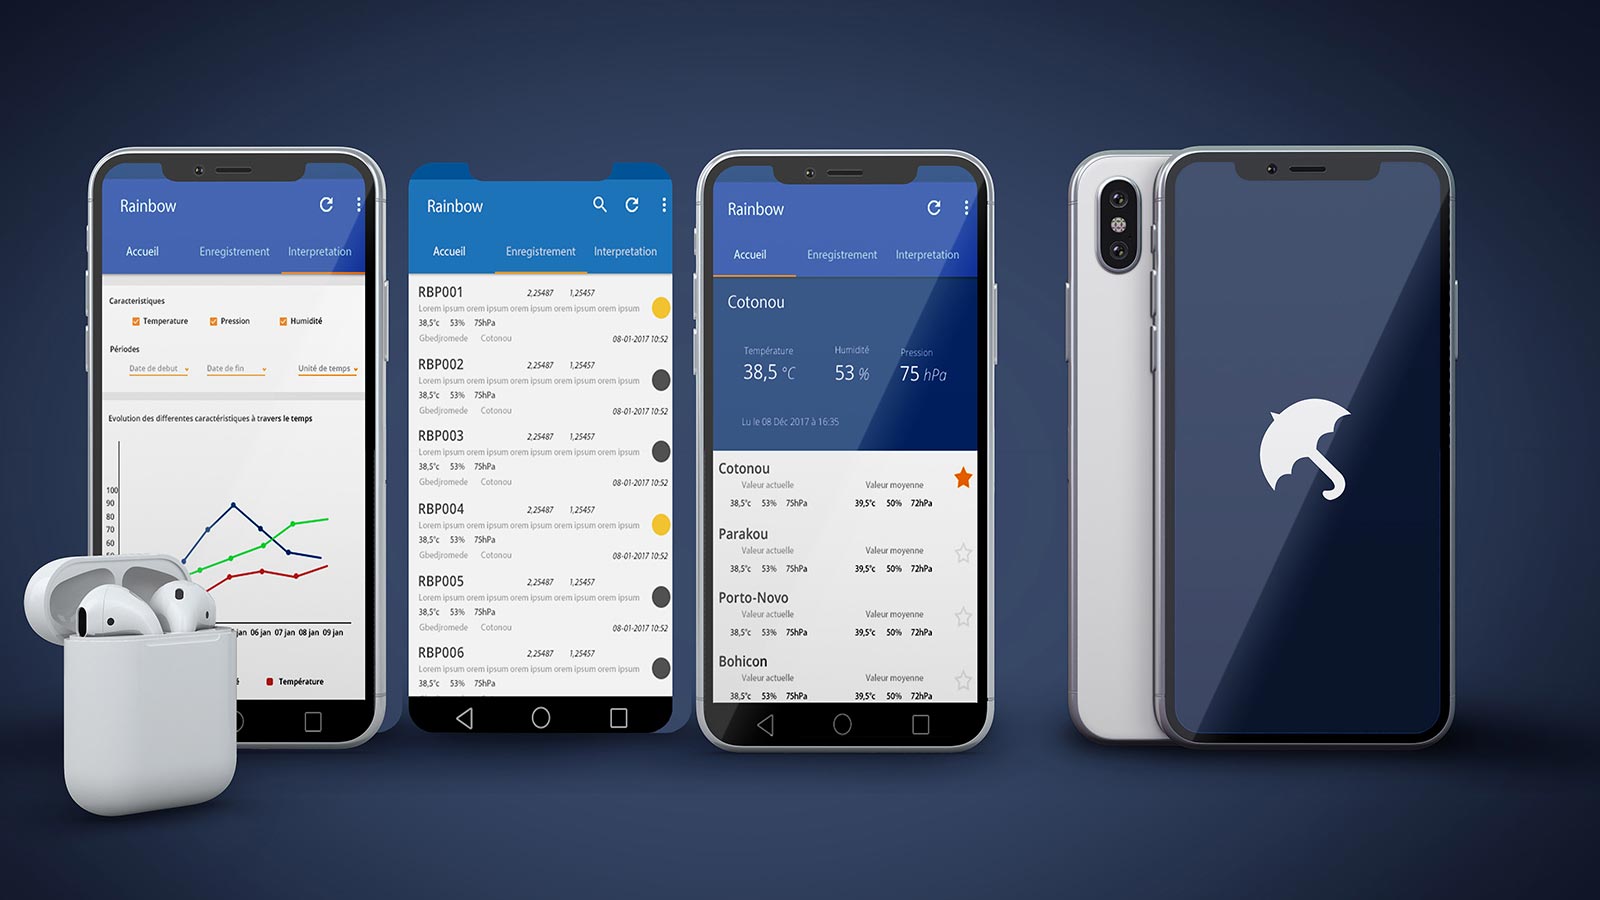 Rainbow
Accueil Enregistrement Interpretation
Caracteristiques
Temperature Pression Humidité
Périodes
Date de debut Date de fin Unité de temps
Evolution des differentes caractéristiques à travers le temps
100
90
80
70
60
jan 06 jan 07 jan 08 jan 09 jan
Température
Rainbow
Accueil Enregistrement Interpretation
RBP001 2,25487 1,25457
Lorem ipsum orem ipsum orem ipsum orem ipsum
38,5°c 53% 75hPa
Gbedjromede Cotonou 08-01-2017 10:52
RBP002 2,25487 1,25457
Lorem ipsum orem ipsum orem ipsum orem ipsum
38,5°c 53% 75hPa
Gbedjromede Cotonou 08-01-2017 10:52
RBP003 2,25487 1,25457
Lorem ipsum orem ipsum orem ipsum orem ipsum
38,5°c 53% 75hPa
Gbedjromede Cotonou 08-01-2017 10:52
RBP004 2,25487 1,25457
Lorem ipsum orem ipsum orem ipsum orem ipsum
38,5°c 53% 75hPa
Gbedjromede Cotonou 08-01-2017 10:52
RBP005 2,25487 1,25457
Lorem ipsum orem ipsum orem ipsum orem ipsum
38,5°c 53% 75hPa
Gbedjromede Cotonou 08-01-2017 10:52
RBP006 2,25487 1,25457
Lorem ipsum orem ipsum orem ipsum orem ipsum
38,5°c 53% 75hPa
Rainbow
Accueil Enregistrement Interpretation
Cotonou
Température Humidité Pression
38,5 °C 53 % 75 hPa
Lu le 08 Déc 2017 à 16:35
Cotonou
Valeur actuelle Valeur moyenne
38,5°c 53% 75hPa 39,5°c 50% 72hPa
Parakou
Valeur actuelle Valeur moyenne
38,5°c 53% 75hPa 39,5°c 50% 72hPa
Porto-Novo
Valeur actuelle Valeur moyenne
38,5°c 53% 75hPa 39,5°c 50% 72hPa
Bohicon
Valeur actuelle Valeur moyenne
38,5°c 53% 75hPa 39,5°c 50% 72hPa